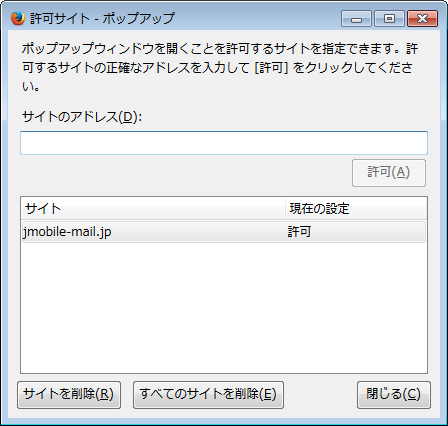 許可サイト - ポップアップ
ポップアップウィンドウを開くことを許可するサイトを指定できます。許
可するサイトの正確なアドレスを入力して [許可] をクリックしてくださ
い。
サイトのアドレス(D):
許可(A)
サイト 現在の設定
jmobile-mail.jp 許可
サイトを削除(R) すべてのサイトを削除(E) 閉じる(C)